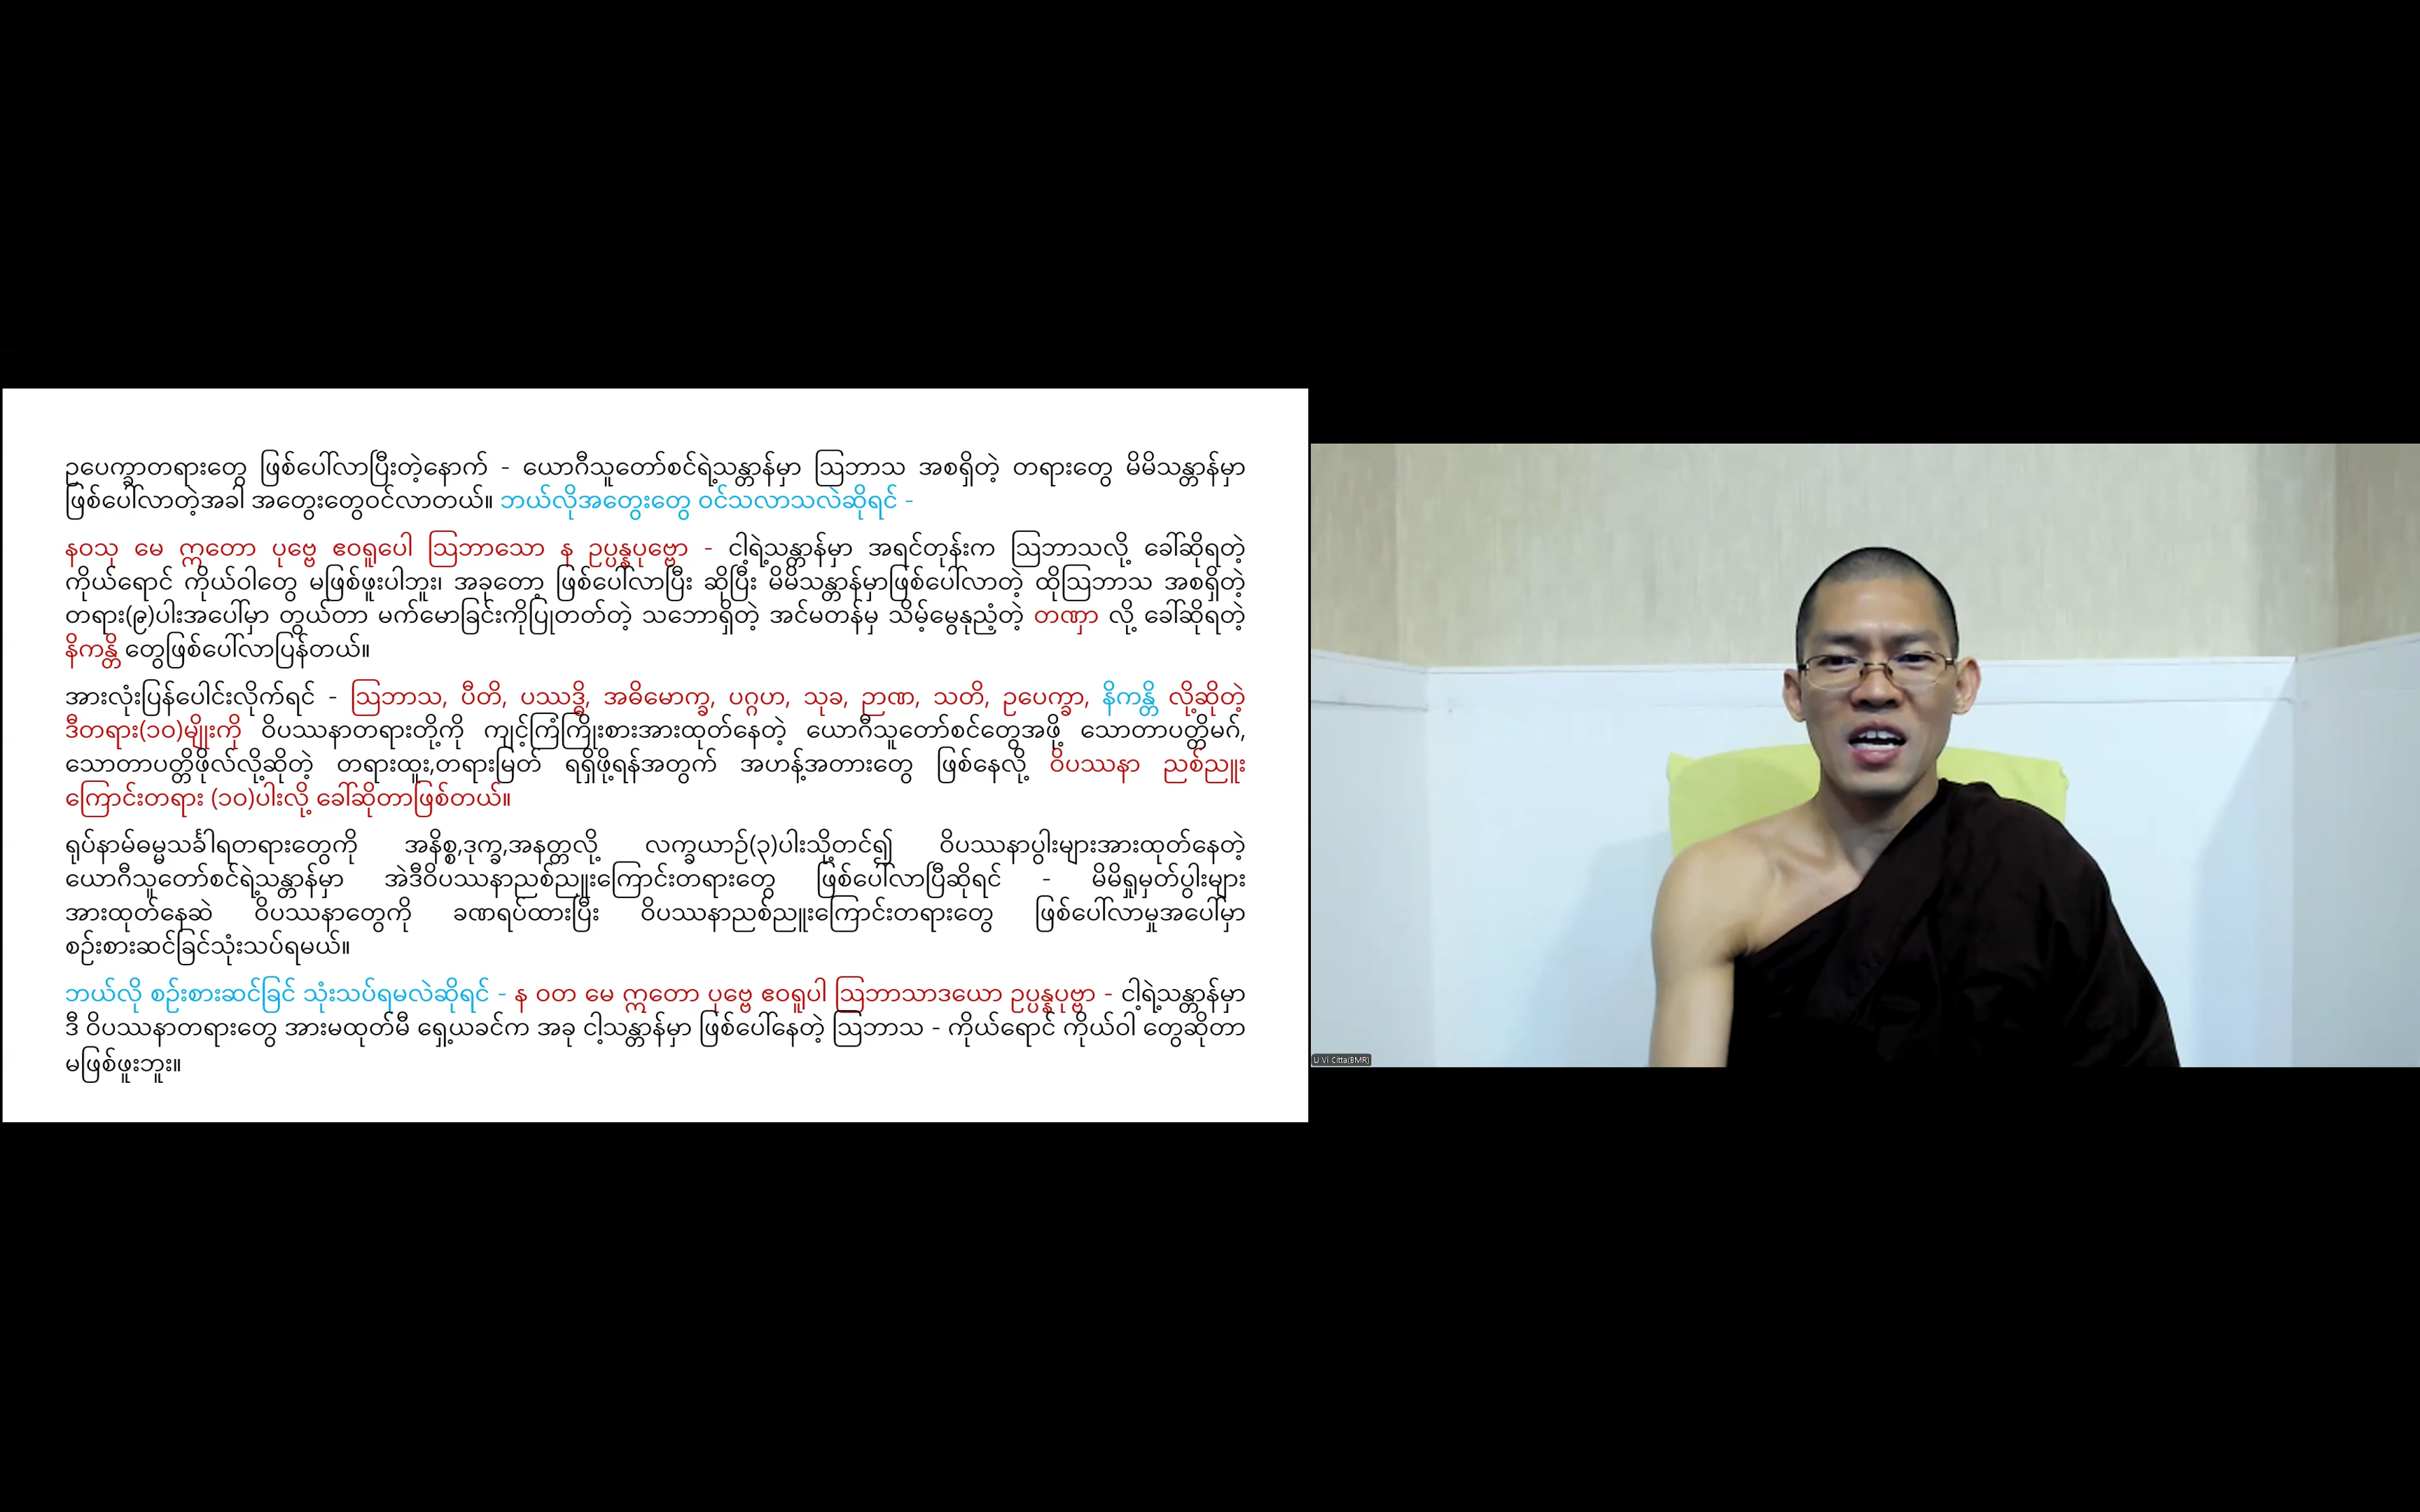 ဥပေက္ခာတရားတွေ ဖြစ်ပေါ်လာပြီးတဲ့နောက် - ယောဂီသူတော်စင်ရဲ့သန္တာန်မှာ ဩဘာသ အစရှိတဲ့ တရားတွေ မိမိသန္တာန်မှာ
ဖြစ်ပေါ်လာတဲ့အခါ အတွေးတွေဝင်လာတယ်။ ဘယ်လိုအတွေးတွေ ဝင်သလာသလဲဆိုရင် -
နဝသု မေ ဣတော ပုဗ္ဗေ ဧဝရူပေါ ဩဘာသော န ဥပ္ပန္နပုဗ္ဗော - ငါ့ရဲ့သန္တာန်မှာ အရင်တုန်းက ဩဘာသလို့ ခေါ်ဆိုရတဲ့
ကိုယ်ရောင် ကိုယ်ဝါတွေ မဖြစ်ဖူးပါဘူး၊ အခုတော့ ဖြစ်ပေါ်လာပြီး ဆိုပြီး မိမိသန္တာန်မှာဖြစ်ပေါ်လာတဲ့ ထိုဩဘာသ အစရှိတဲ့
တရား(၉)ပါးအပေါ်မှာ တွယ်တာ မက်မောခြင်းကိုပြုတတ်တဲ့ သဘောရှိတဲ့ အင်မတန်မှ သိမ့်မွေနုညံ့တဲ့ တဏှာ လို့ ခေါ်ဆိုရတဲ့
နိကန္တိ တွေဖြစ်ပေါ်လာပြန်တယ်။
အားလုံးပြန်ပေါင်းလိုက်ရင် - ဩဘာသ, ပီတိ, ပဿဒ္ဓိ, အဓိမောက္ခ, ပဂ္ဂဟ, သုခ, ဉာဏ, သတိ, ဥပေက္ခာ, နိကန္တိ လို့ဆိုတဲ့
ဒီတရား(၁၀)မျိုးကို ဝိပဿနာတရားတို့ကို ကျင့်ကြံကြိုးစားအားထုတ်နေတဲ့ ယောဂီသူတော်စင်တွေအဖို့ သောတာပတ္တိမဂ်,
သောတာပတ္တိဖိုလ်လို့ဆိုတဲ့ တရားထူး,တရားမြတ် ရရှိဖို့ရန်အတွက် အဟန့်အတားတွေ ဖြစ်နေလို့ ဝိပဿနာ ညစ်ညူး
ကြောင်းတရား (၁၀)ပါးလို့ ခေါ်ဆိုတာဖြစ်တယ်။
ရုပ်နာမ်ဓမ္မသင်္ခါရတရားတွေကို အနိစ္စ,ဒုက္ခ,အနတ္တလို့ လက္ခယာဉ်(၃)ပါးသို့တင်၍ ဝိပဿနာပွါးများအားထုတ်နေတဲ့
ယောဂီသူတော်စင်ရဲ့သန္တာန်မှာ အဲဒီဝိပဿနာညစ်ညူးကြောင်းတရားတွေ ဖြစ်ပေါ်လာပြီဆိုရင် - မိမိရှုမှတ်ပွါးများ
အားထုတ်နေဆဲ ဝိပဿနာတွေကို ခဏရပ်ထားပြီး ဝိပဿနာညစ်ညူးကြောင်းတရားတွေ ဖြစ်ပေါ်လာမှုအပေါ်မှာ
စဉ်းစားဆင်ခြင်သုံးသပ်ရမယ်။
ဘယ်လို စဉ်းစားဆင်ခြင် သုံးသပ်ရမလဲဆိုရင် - န ဝတ မေ ဣတော ပုဗ္ဗေ ဧဝရူပါ ဩဘာသာဒယော ဥပ္ပန္နပုဗ္ဗာ - ငါ့ရဲ့သန္တာန်မှာ
ဒီ ဝိပဿနာတရားတွေ အားမထုတ်မီ ရှေ့ယခင်က အခု ငါ့သန္တာန်မှာ ဖြစ်ပေါ်နေတဲ့ ဩဘာသ - ကိုယ်ရောင် ကိုယ်ဝါ တွေဆိုတာ
မဖြစ်ဖူးဘူး။
U Vi Citta(BMR)